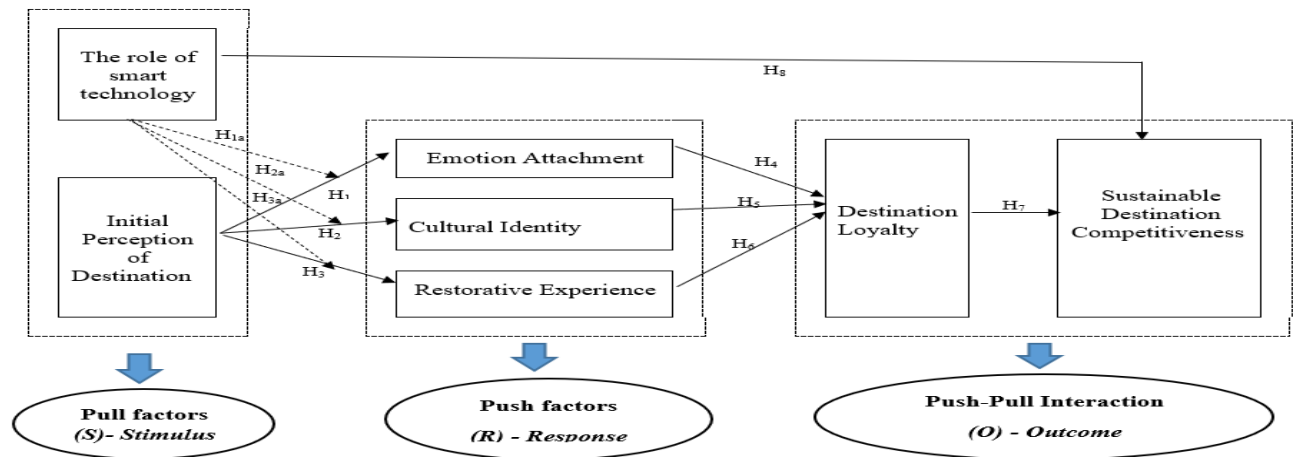 The role of
smart
technology
Initial
Perception
of
Destination
H1a
H2a
H3a
H1
H2
H3
Emotion Attachment
Cultural Identity
Restorative Experience
H4
H5
H6
H8
Destination
Loyalty
H7
Sustainable
Destination
Competitiveness
Pull factors
(S)- Stimulus
Push factors
(R) - Response
Push-Pull Interaction
(O) - Outcome